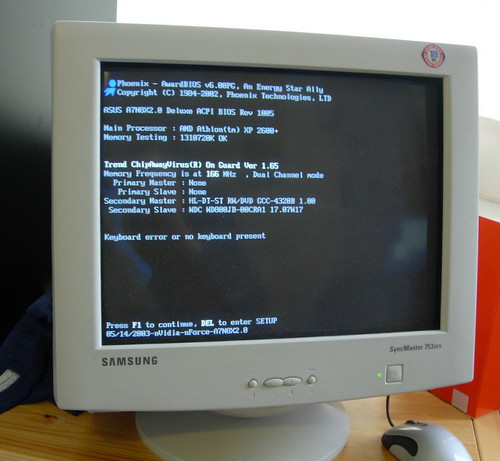 Phoenix - AwardBIOS v6.00PG, An Energy Star Ally
Copyright (C) 1984-2002, Phoenix Technologies, LTD
ASUS A7N8X2.0 Deluxe ACPI BIOS Rev 1005
Main Processor : AMD Athlon(tm) XP 2600+
Memory Testing : 1310720K OK
Trend ChipAwayVirus(R) On Guard Ver 1.65
Memory Frequency is at 166 MHz , Dual Channel mode
Primary Master : None
Primary Slave : None
Secondary Master : HL-DT-ST RW/DVD GCC-4320B 1.00
Secondary Slave : WDC WD800JB-00CRA1 17.07W17
Keyboard error or no keyboard present
Press F1 to continue, DEL to enter SETUP
05/14/2003-nVidia-nForce-A7N8X2.0
SAMSUNG
SyncMaster 753DFX